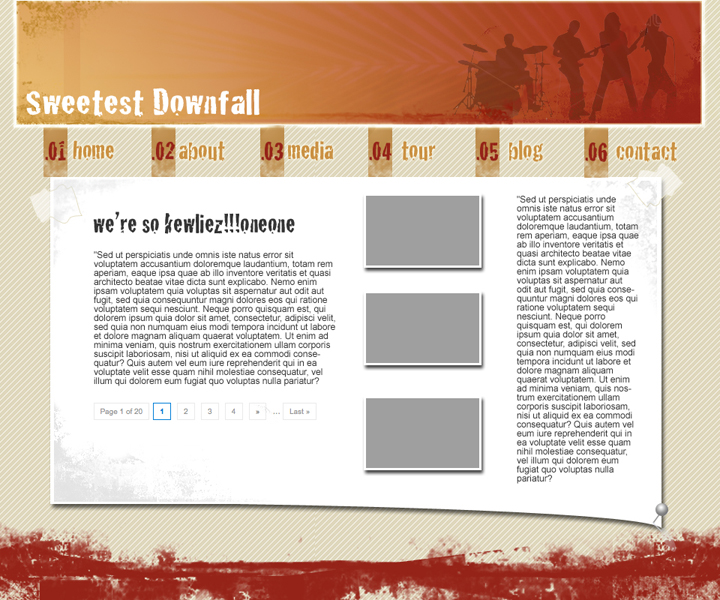 Sweetest Downfall
.01 home .02 about .03 media .04 tour .05 blog .06 contact
we're so kewliez!!!oneone
"Sed ut perspiciatis unde omnis iste natus error sit
voluptatem accusantium doloremque laudantium, totam rem
aperiam, eaque ipsa quae ab illo inventore veritatis et quasi
architecto beatae vitae dicta sunt explicabo. Nemo enim
ipsam voluptatem quia voluptas sit aspernatur aut odit aut
fugit, sed quia consequuntur magni dolores eos qui ratione
voluptatem sequi nesciunt. Neque porro quisquam est, qui
dolorem ipsum quia dolor sit amet, consectetur, adipisci velit,
sed quia non numquam eius modi tempora incidunt ut labore
et dolore magnam aliquam quaerat voluptatem. Ut enim ad
minima veniam, quis nostrum exercitationem ullam corporis
suscipit laboriosam, nisi ut aliquid ex ea commodi conse-
quatur? Quis autem vel eum iure reprehenderit qui in ea
voluptate velit esse quam nihil molestiae consequatur, vel
illum qui dolorem eum fugiat quo voluptas nulla pariatur?
Page 1 of 20 1 2 3 4 » ... Last »
"Sed ut perspiciatis unde
omnis iste natus error sit
voluptatem accusantium
doloremque laudantium, totam
rem aperiam, eaque ipsa quae
ab illo inventore veritatis et
quasi architecto beatae vitae
dicta sunt explicabo. Nemo
enim ipsam voluptatem quia
voluptas sit aspernatur aut
odit aut fugit, sed quia conse-
quuntur magni dolores eos qui
ratione voluptatem sequi
nesciunt. Neque porro
quisquam est, qui dolorem
ipsum quia dolor sit amet,
consectetur, adipisci velit, sed
quia non numquam eius modi
tempora incidunt ut labore et
dolore magnam aliquam
quaerat voluptatem. Ut enim
ad minima veniam, quis nos-
trum exercitationem ullam
corporis suscipit laboriosam,
nisi ut aliquid ex ea commodi
consequatur? Quis autem vel
eum iure reprehenderit qui in
ea voluptate velit esse quam
nihil molestiae consequatur,
vel illum qui dolorem eum
fugiat quo voluptas nulla
pariatur?